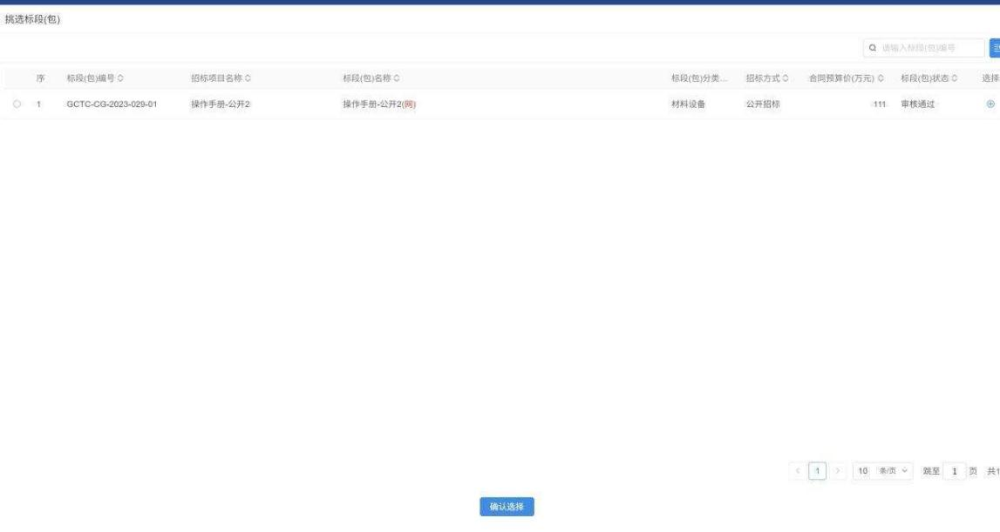 挑选标段(包)
请输入标段(包)编号
序 标段(包)编号 招标项目名称 标段(包)名称 标段(包)分类... 招标方式 合同预算价(万元) 标段(包)状态 选择
1 GCTC-CG-2023-029-01 操作手册-公开2 操作手册-公开2(网) 材料设备 公开招标 111 审核通过
1 10 条/页 跳至 1 页 共1
确认选择